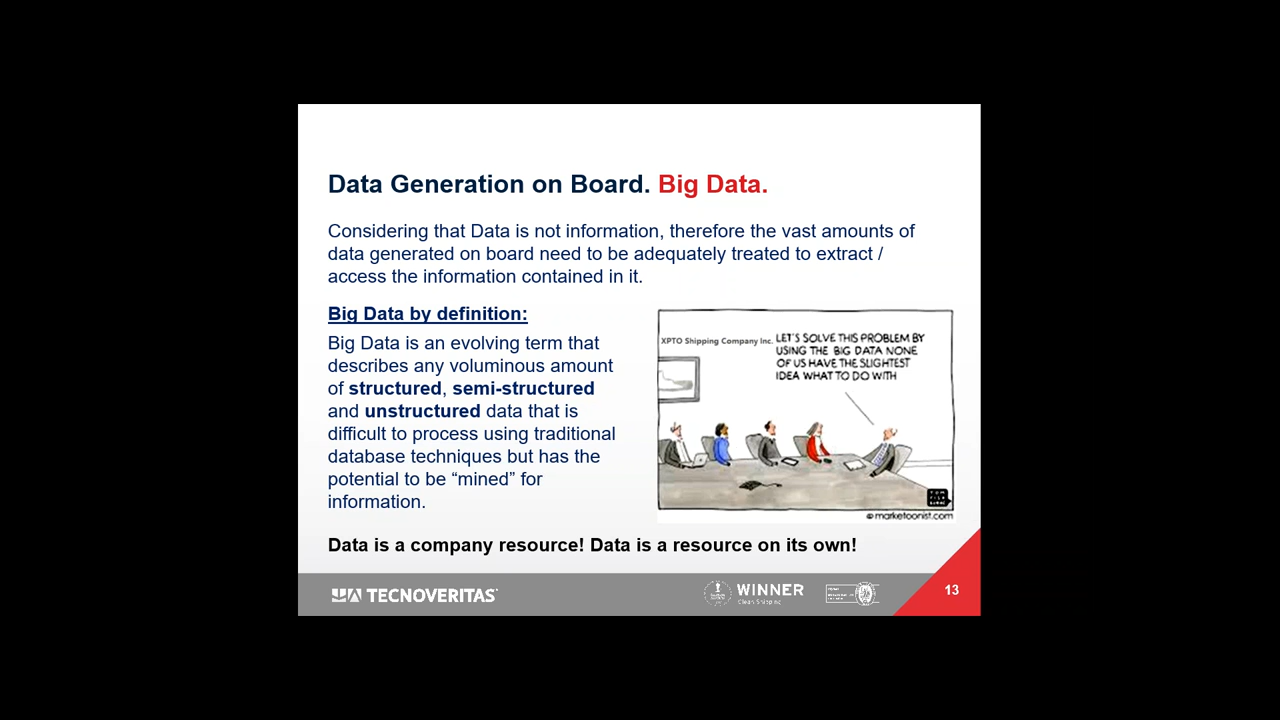 Data Generation on Board. Big Data.
Considering that Data is not information, therefore the vast amounts of
data generated on board need to be adequately treated to extract /
access the information contained in it.
Big Data by definition:
Big Data is an evolving term that
describes any voluminous amount
of structured, semi-structured
and unstructured data that is
difficult to process using traditional
database techniques but has the
potential to be “mined” for
information.
XPTO Shipping Company Inc.
LET'S SOLVE THIS PROBLEM BY
USING THE BIG DATA NONE
OF US HAVE THE SLIGHTEST
IDEA WHAT TO DO WITH
© marketoonist.com
Data is a company resource! Data is a resource on its own!
TECNOVERITAS
WINNER
Clean Shipping
13